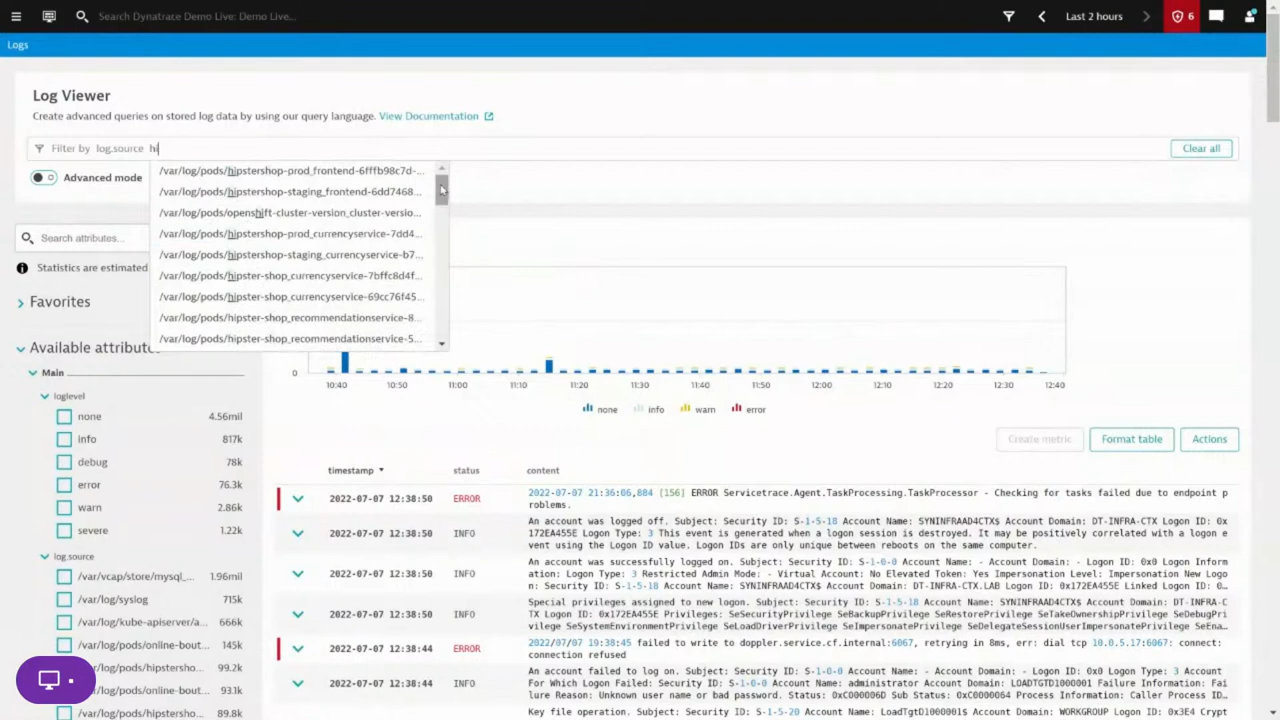 Search Dynatrace Demo Live: Demo Live...
Last 2 hours
6
Logs
Log Viewer
Create advanced queries on stored log data by using our query language. View Documentation
Filter by log.source hi
Clear all
Advanced mode
/var/log/pods/hipstershop-prod_frontend-6fffb98c7d-...
/var/log/pods/hipstershop-staging_frontend-6dd7468...
/var/log/pods/openshift-cluster-version_cluster-versio...
/var/log/pods/hipstershop-prod_currencyservice-7dd4...
/var/log/pods/hipstershop-staging_currencyservice-b7...
/var/log/pods/hipster-shop_currencyservice-7bffc8d4f...
/var/log/pods/hipster-shop_currencyservice-69cc76f45...
/var/log/pods/hipster-shop_recommendationservice-8...
/var/log/pods/hipster-shop_recommendationservice-5...
Search attributes...
Statistics are estimated
Favorites
Available attributes
Main
loglevel
none 4.56mil
info 817k
debug 78k
error 76.3k
warn 2.86k
severe 1.22k
log.source
/var/vcap/store/mysql_... 1.96mil
/var/log/syslog 715k
/var/log/kube-apiserver/a... 666k
/var/log/pods/online-bout... 145k
/var/log/pods/hipstersho... 99.2k
/var/log/pods/online-bout... 93.1k
/var/log/pods/hipstersho... 89.8k
0
10:40 10:50 11:00 11:10 11:20 11:30 11:40 11:50 12:00 12:10 12:20 12:30 12:40
none info warn error
Create metric Format table Actions
timestamp status content
2022-07-07 12:38:50 ERROR 2022-07-07 21:36:06,884 [156] ERROR Servicetrace.Agent.TaskProcessing.TaskProcessor - Checking for tasks failed due to endpoint p
roblems.
2022-07-07 12:38:50 INFO An account was logged off. Subject: Security ID: S-1-5-18 Account Name: SYNINFRAAD4CTX$ Account Domain: DT-INFRA-CTX Logon ID: 0x
172EA455E Logon Type: 3 This event is generated when a logon session is destroyed. It may be positively correlated with a logon e
vent using the Logon ID value. Logon IDs are only unique between reboots on the same computer.
2022-07-07 12:38:50 INFO An account was successfully logged on. Subject: Security ID: S-1-0-0 Account Name: - Account Domain: - Logon ID: 0x0 Logon Inform
ation: Logon Type: 3 Restricted Admin Mode: - Virtual Account: No Elevated Token: Yes Impersonation Level: Impersonation New Logo
n: Security ID: S-1-5-18 Account Name: SYNINFRAAD4CTX$ Account Domain: DT-INFRA-CTX.LAB Logon ID: 0x172EA455E Linked Logon ID: 0...
2022-07-07 12:38:50 INFO Special privileges assigned to new logon. Subject: Security ID: S-1-5-18 Account Name: SYNINFRAAD4CTX$ Account Domain: DT-INFRA-C
TX Logon ID: 0x172EA455E Privileges: SeSecurityPrivilege SeBackupPrivilege SeRestorePrivilege SeTakeOwnershipPrivilege SeDebugPri
vilege SeSystemEnvironmentPrivilege SeLoadDriverPrivilege SeImpersonatePrivilege SeDelegateSessionUserImpersonatePrivilege SeEna...
2022-07-07 12:38:44 ERROR 2022/07/07 19:38:45 failed to write to doppler.service.cf.internal:6067, retrying in 8ms, err: dial tcp 10.0.5.17:6067: connect:
connection refused
2022-07-07 12:38:44 INFO An account failed to log on. Subject: Security ID: S-1-0-0 Account Name: - Account Domain: - Logon ID: 0x0 Logon Type: 3 Account
For Which Logon Failed: Security ID: S-1-0-0 Account Name: administrator Account Domain: LOADTGTD1000001 Failure Information: Fai
lure Reason: Unknown user name or bad password. Status: 0xC000006D Sub Status: 0xC0000064 Process Information: Caller Process ID...
Key file operation. Subject: Security ID: S-1-5-20 Account Name: LoadTgtD1000001$ Account Domain: WORKGROUP Logon ID: 0x3E4 Crypt